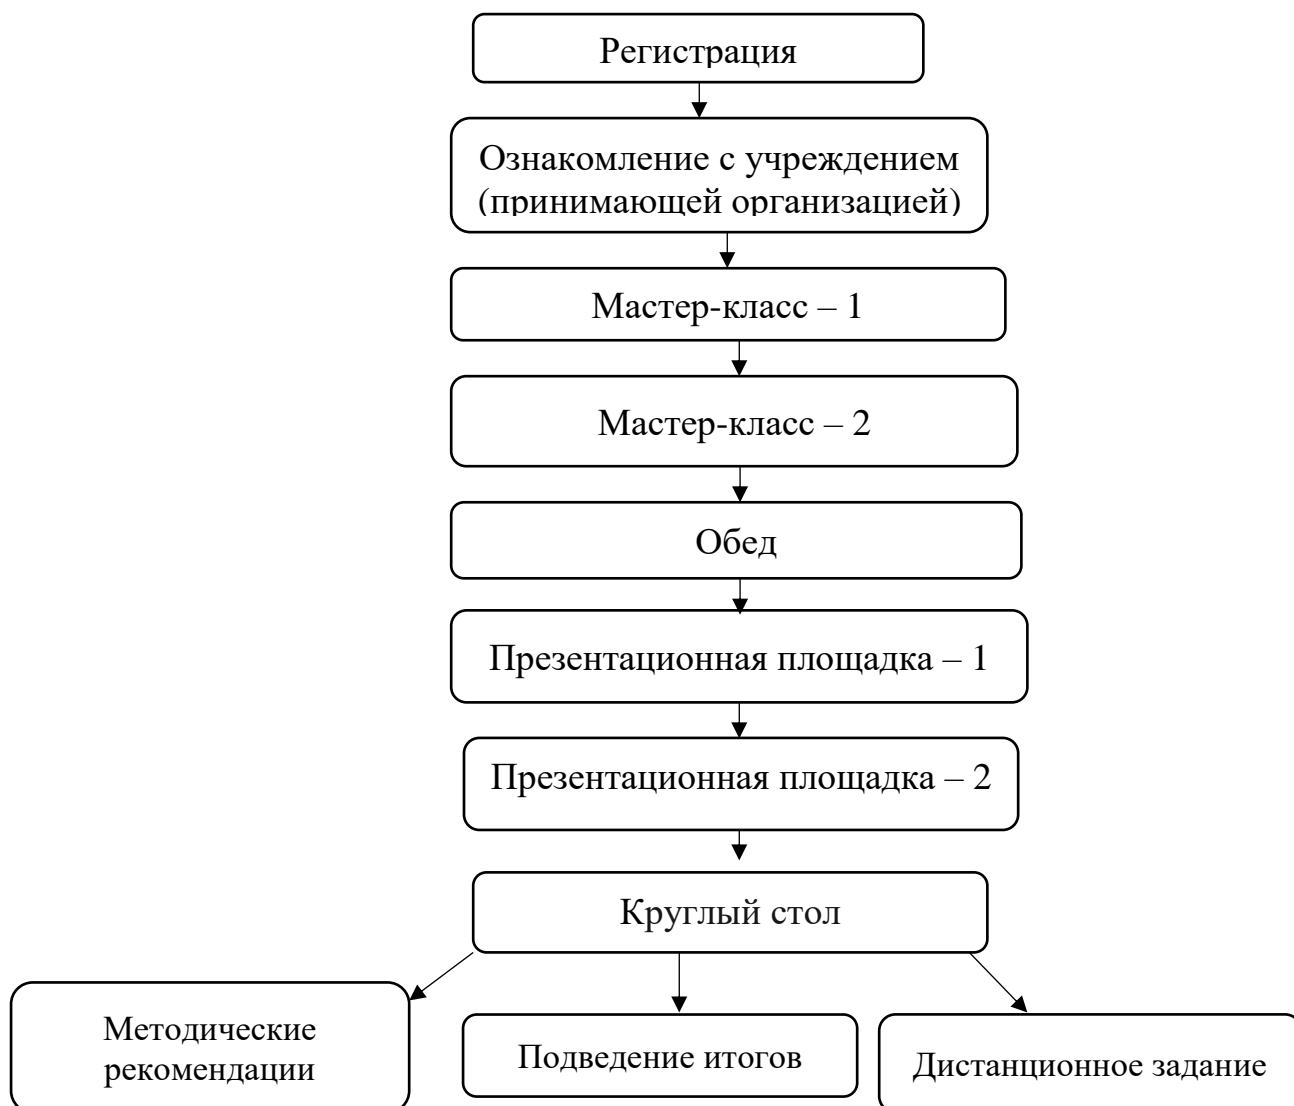 Регистрация
Ознакомление с учреждением
(принимающей организацией)
Мастер-класс – 1
Мастер-класс – 2
Обед
Презентационная площадка – 1
Презентационная площадка – 2
Круглый стол
Методические
рекомендации
Подведение итогов
Дистанционное задание